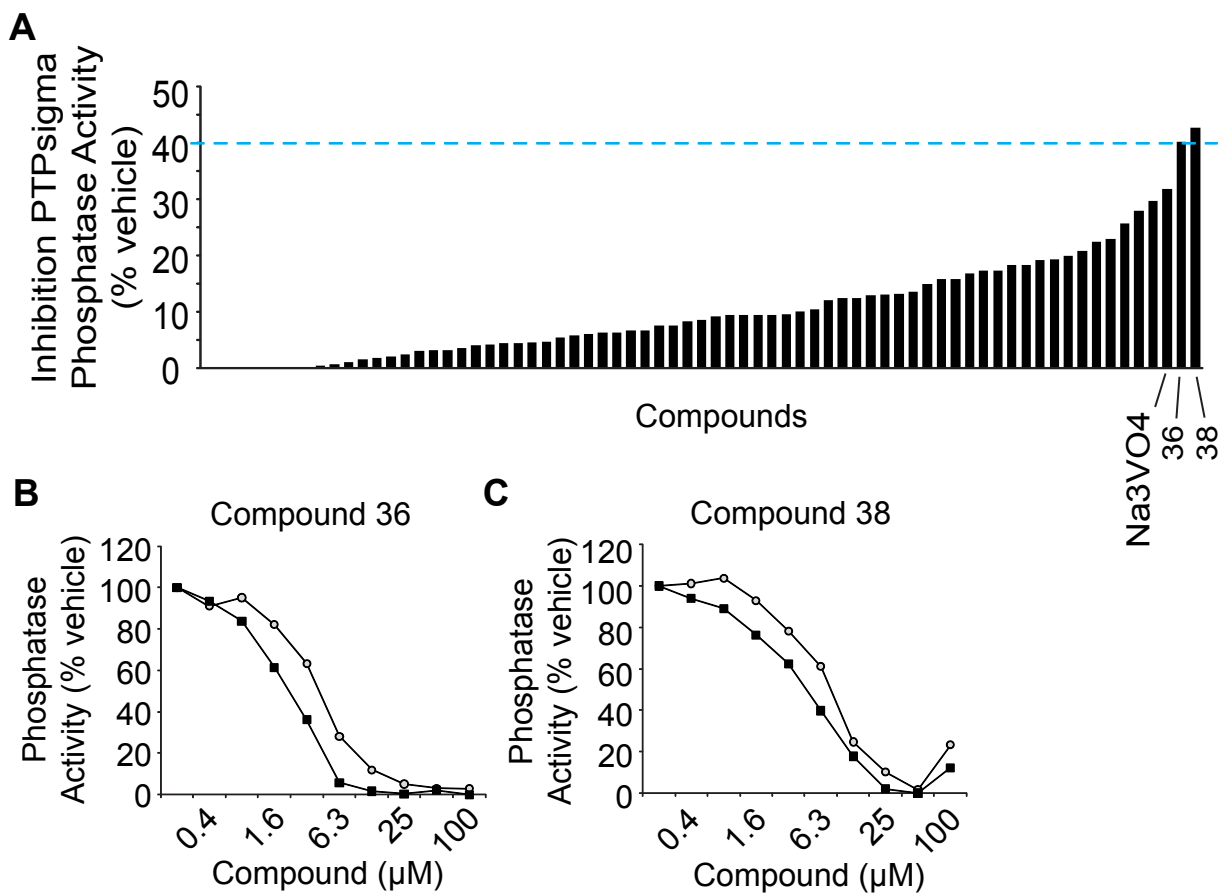 A
Inhibition PTPsigma
Phosphatase Activity
(% vehicle)
50
40
30
20
10
0
Compounds
Na3VO4
36
38
B
Compound 36
Phosphatase
Activity (% vehicle)
120
100
80
60
40
20
0
0.4
1.6
6.3
25
100
Compound (µM)
C
Compound 38
Phosphatase
Activity (% vehicle)
120
100
80
60
40
20
0
0.4
1.6
6.3
25
100
Compound (µM)